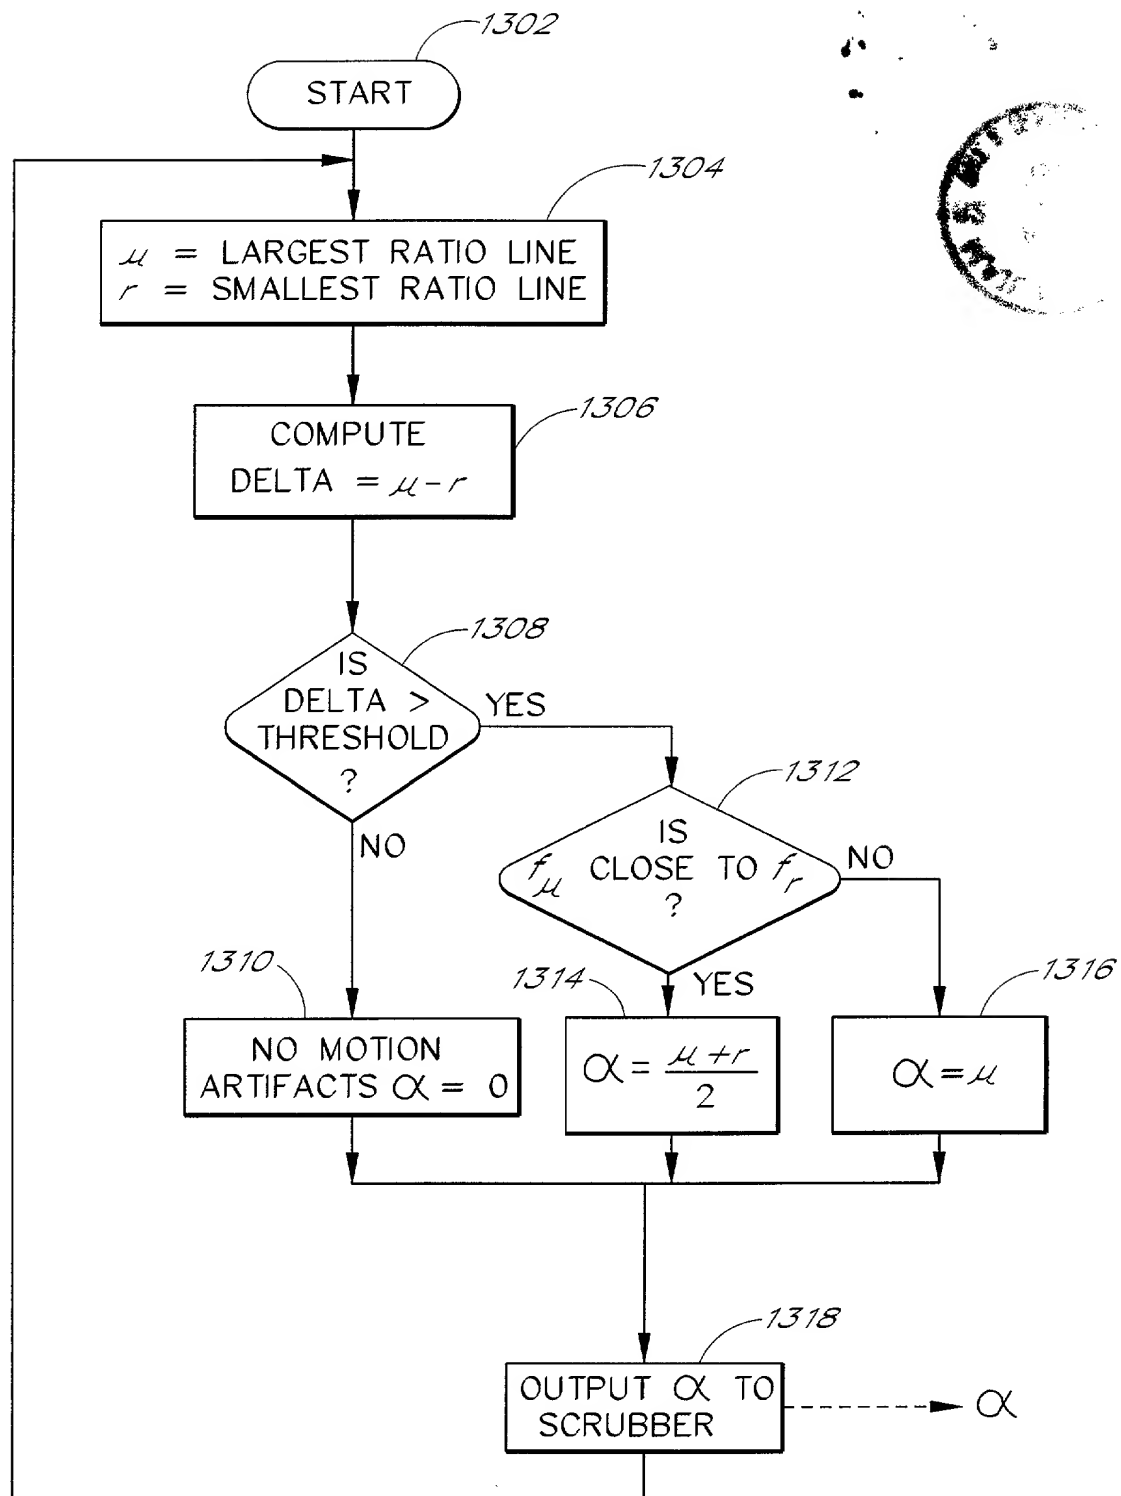 1302
START
1304
μ = LARGEST RATIO LINE
r = SMALLEST RATIO LINE
1306
COMPUTE
DELTA = μ-r
1308
IS
DELTA >
THRESHOLD
?
YES
NO
1312
IS
fμ CLOSE TO fr
?
NO
YES
1310
NO MOTION
ARTIFACTS α = 0
1314
α = μ+r
2
1316
α = μ
1318
OUTPUT α TO
SCRUBBER
α